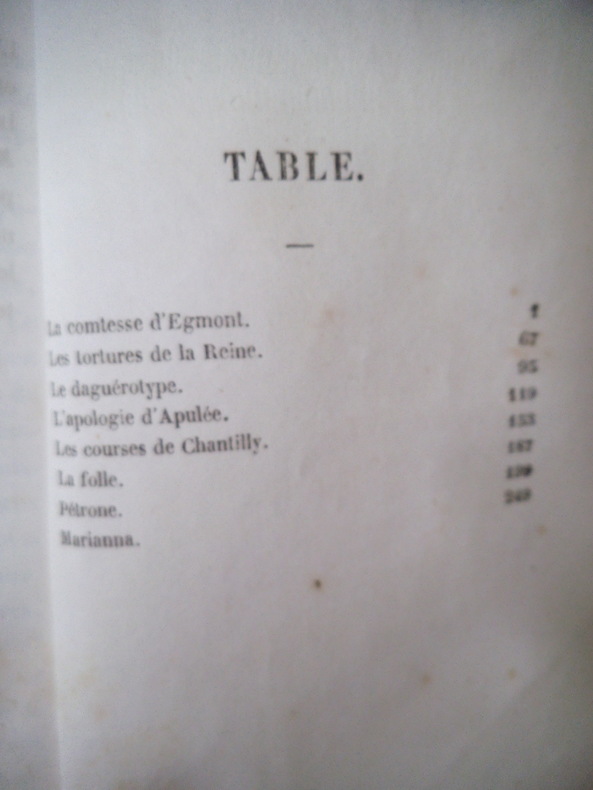 TABLE.
La comtesse d'Egmont. 1
Les tortures de la Reine. 67
Le daguérotype. 95
L'apologie d'Apulée. 119
Les courses de Chantilly. 153
La folle. 187
Pétrone.
Marianna.